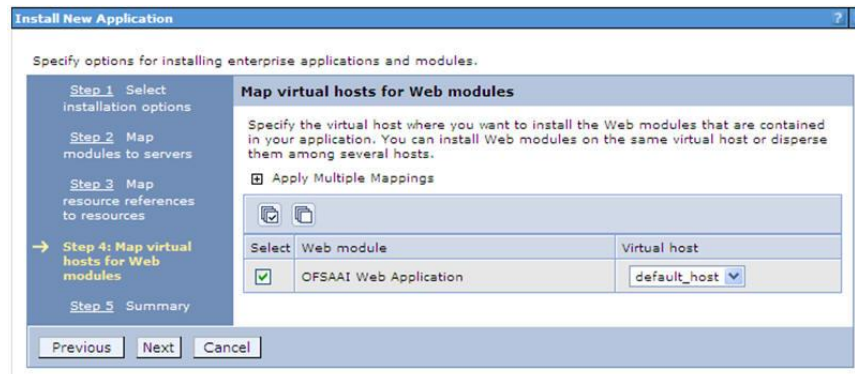 Install New Application
?
Specify options for installing enterprise applications and modules.
Step 1 Select
installation options
Step 2 Map
modules to servers
Step 3 Map
resource references
to resources
Step 4: Map virtual
hosts for Web
modules
Step 5 Summary
Map virtual hosts for Web modules
Specify the virtual host where you want to install the Web modules that are contained
in your application. You can install Web modules on the same virtual host or disperse
them among several hosts.
Apply Multiple Mappings
Select Web module Virtual host
OFSAAI Web Application default_host
Previous Next Cancel